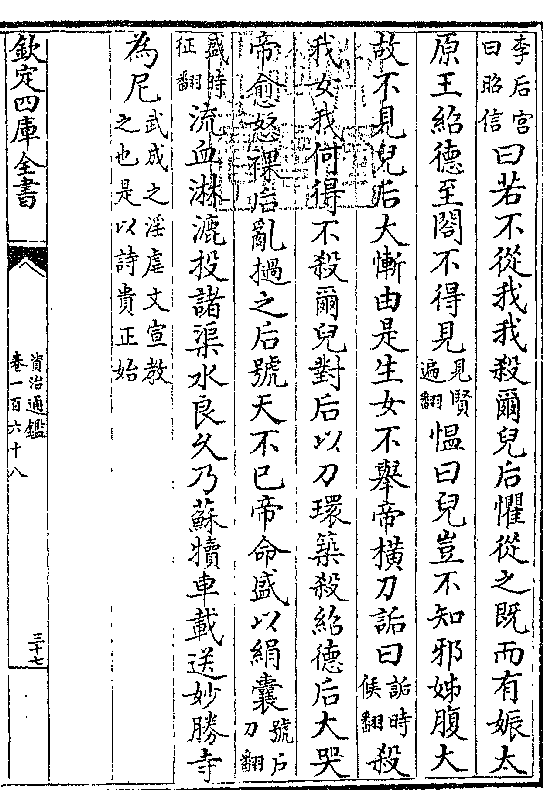 李后宫曰昭信曰若不從我我殺爾兒后懼從之既而有娠太
原王紹德至閤不得見見賢遍翻愠曰兒豈不知邪姊腹大
故不見兒后大慚由是生女不舉帝橫刀詬曰詬時候翻殺
我女我何得不殺爾兒對后以刀環築殺紹德后大哭
帝愈怒祼后亂撾之后號天不已帝命盛以絹囊號户刀翻
盛時征翻流血淋漉投諸渠水良久乃蘇犢車載送妙勝寺
為尼武成之淫虐文宣教之也是以詩貴正始
欽定四庫全書
資治通鑑
卷一百六十八
三十七